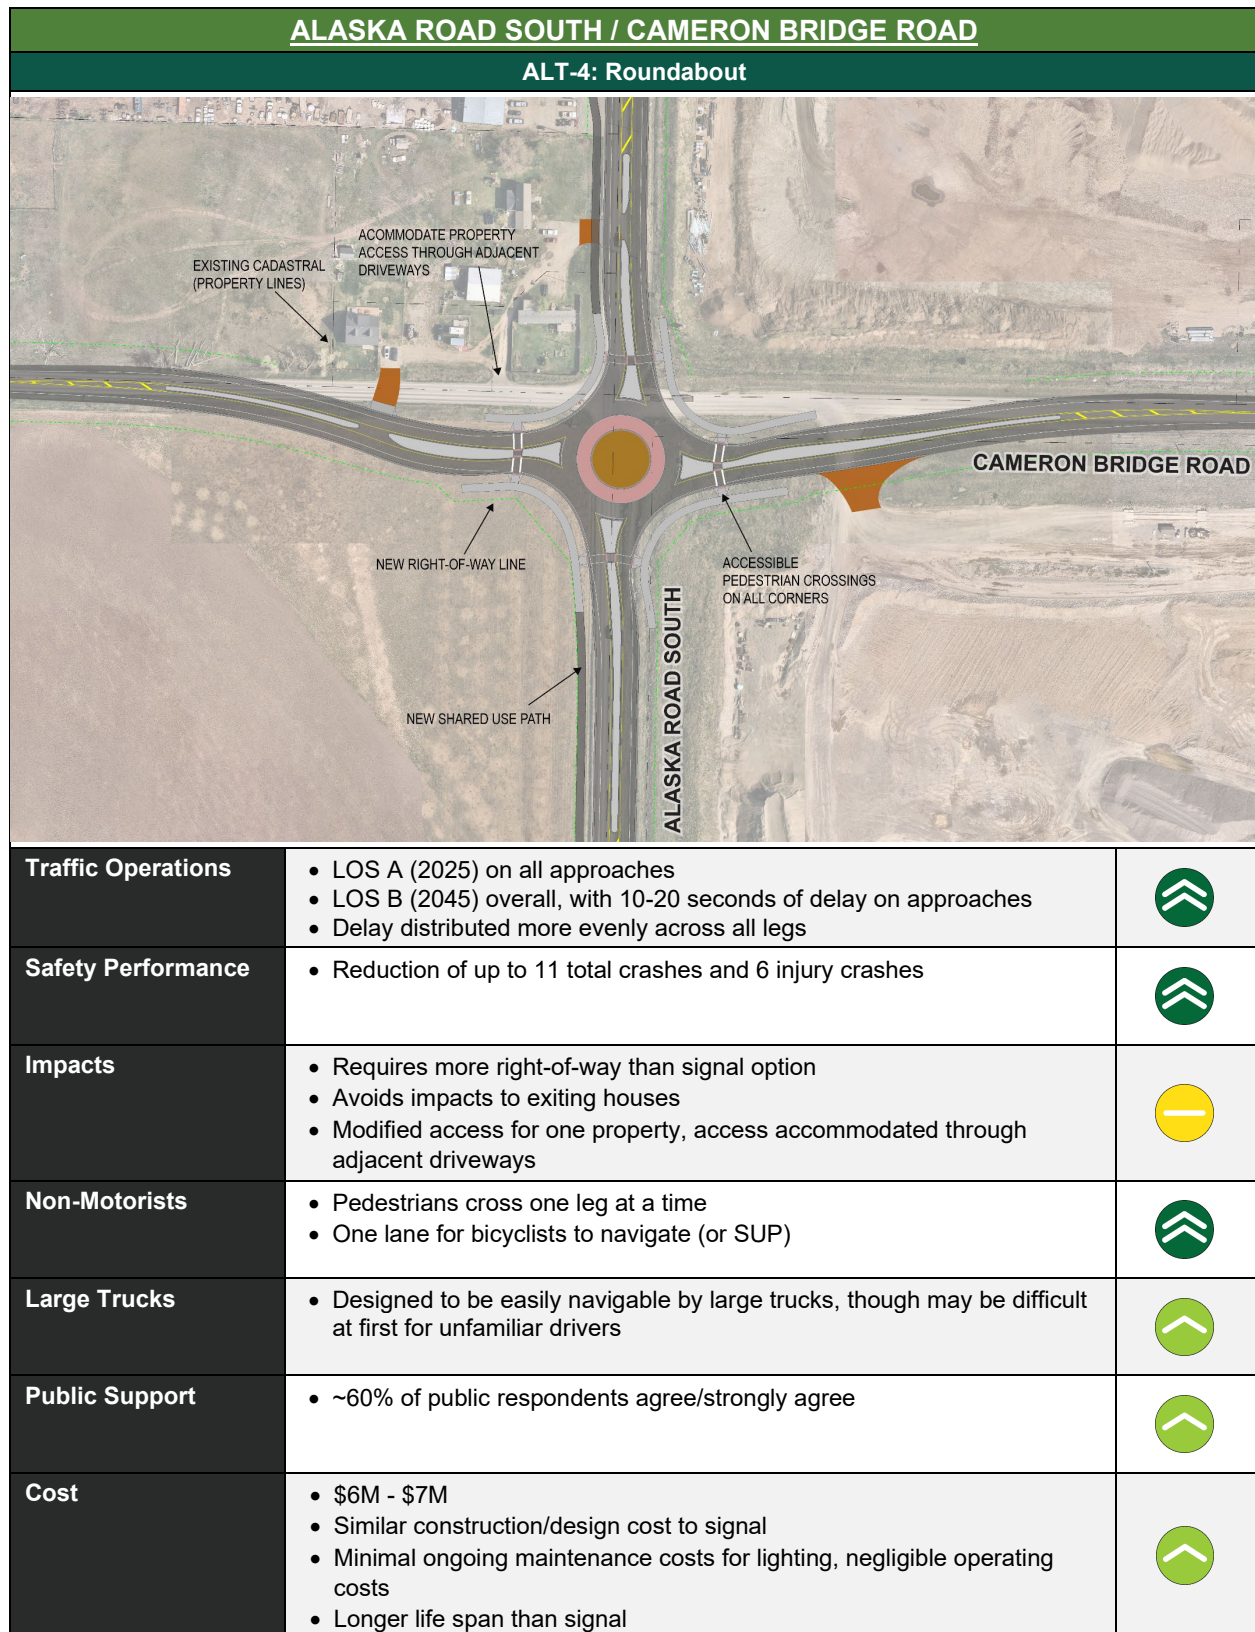 ALASKA ROAD SOUTH / CAMERON BRIDGE ROAD
ALT-4: Roundabout
ACOMMODATE PROPERTY
ACCESS THROUGH ADJACENT
DRIVEWAYS
EXISTING CADASTRAL
(PROPERTY LINES)
CAMERON BRIDGE ROAD
NEW RIGHT-OF-WAY LINE
ACCESSIBLE
PEDESTRIAN CROSSINGS
ON ALL CORNERS
NEW SHARED USE PATH
ALASKA ROAD SOUTH
Traffic Operations
• LOS A (2025) on all approaches
• LOS B (2045) overall, with 10-20 seconds of delay on approaches
• Delay distributed more evenly across all legs
Safety Performance
• Reduction of up to 11 total crashes and 6 injury crashes
Impacts
• Requires more right-of-way than signal option
• Avoids impacts to exiting houses
• Modified access for one property, access accommodated through
adjacent driveways
Non-Motorists
• Pedestrians cross one leg at a time
• One lane for bicyclists to navigate (or SUP)
Large Trucks
• Designed to be easily navigable by large trucks, though may be difficult
at first for unfamiliar drivers
Public Support
• ~60% of public respondents agree/strongly agree
Cost
• $6M - $7M
• Similar construction/design cost to signal
• Minimal ongoing maintenance costs for lighting, negligible operating
costs
• Longer life span than signal